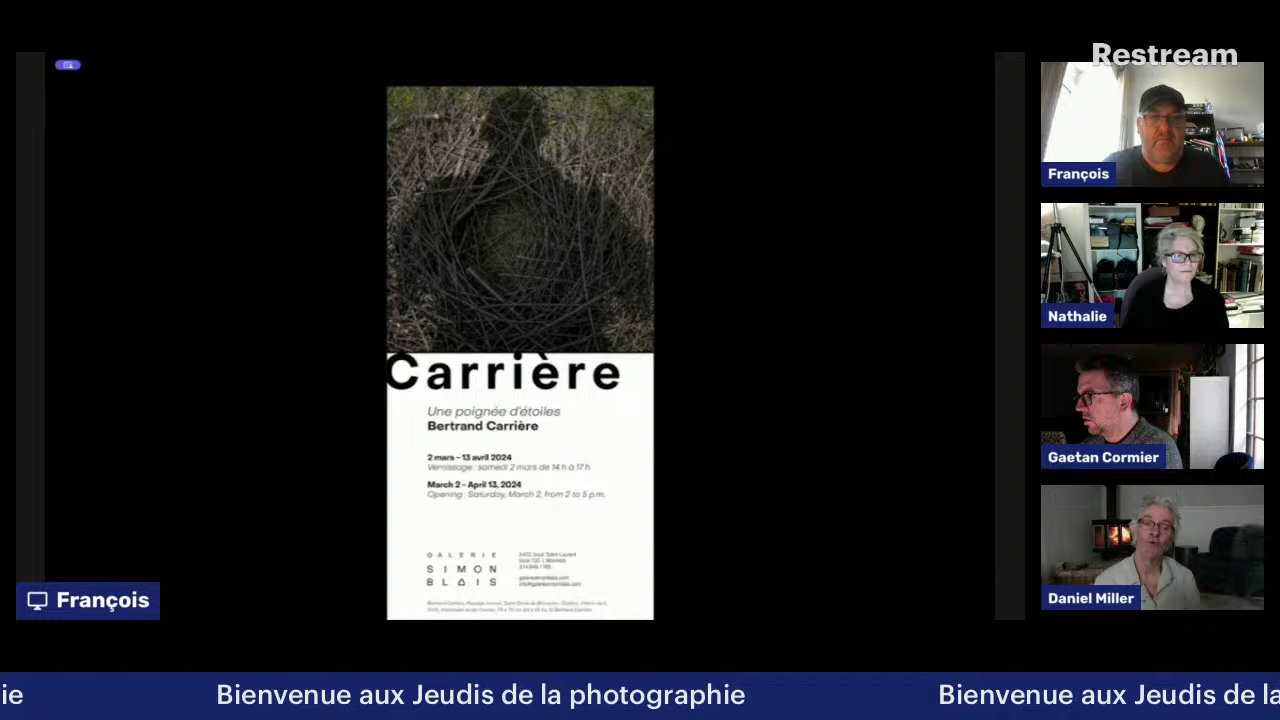 Restream
François
Nathalie
Gaetan Cormier
Daniel Miller
Carrière
Une poignée d'étoiles
Bertrand Carrière
2 mars – 13 avril 2024
Vernissage : samedi 2 mars de 14 h à 17 h
March 2 – April 13, 2024
Opening : Saturday, March 2, from 2 to 5 p.m.
GALERIE
SIMON
BLAIS
François
ie
Bienvenue aux Jeudis de la photographie
Bienvenue aux Jeudis de la